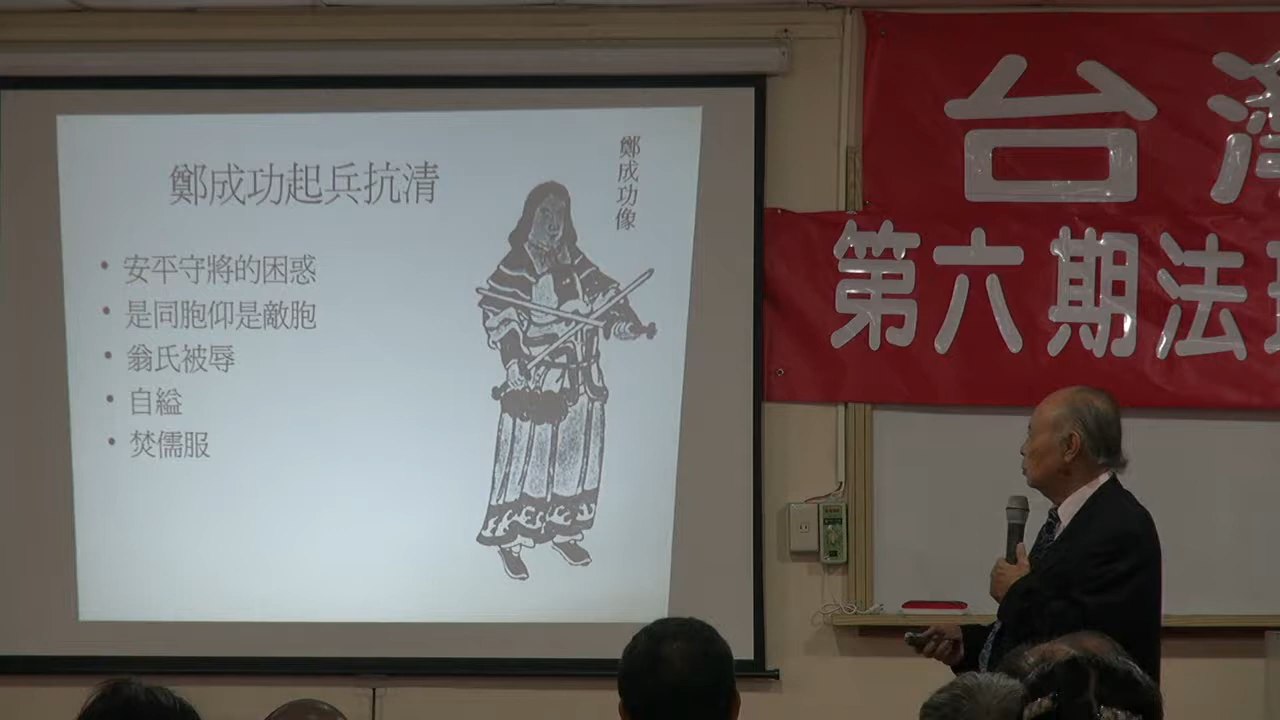 鄭成功起兵抗清
鄭成功像
• 安平守將的困惑
• 是同胞仰是敵胞
• 翁氏被辱
• 自縊
• 焚儒服
台
第六期法